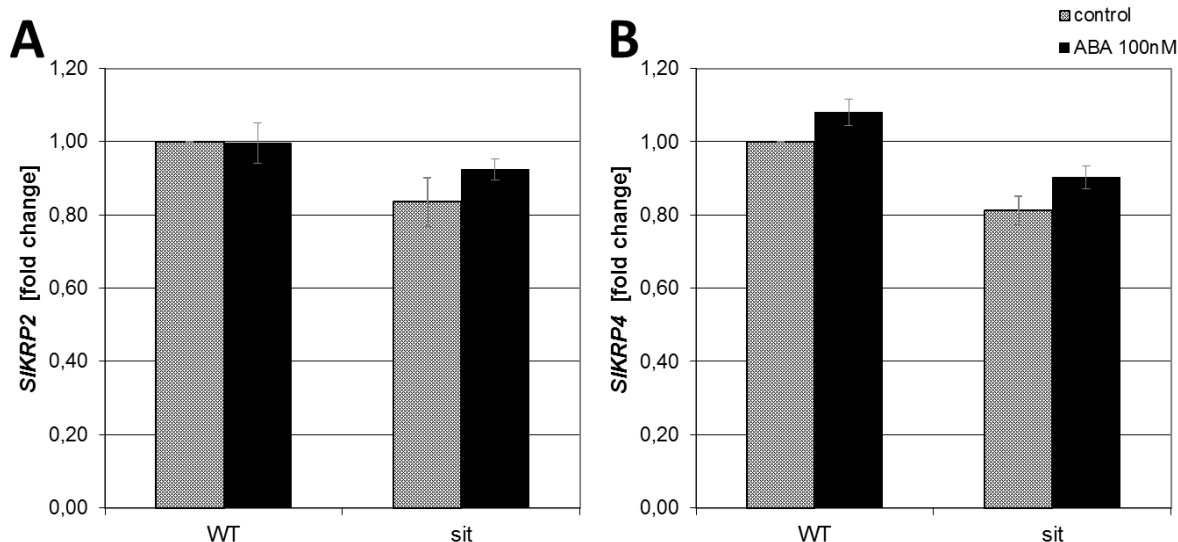 A
SlKRP2 [fold change]
1,20
1,00
0,80
0,60
0,40
0,20
0,00
WT
sit
B
control
ABA 100nM
SlKRP4 [fold change]
1,20
1,00
0,80
0,60
0,40
0,20
0,00
WT
sit